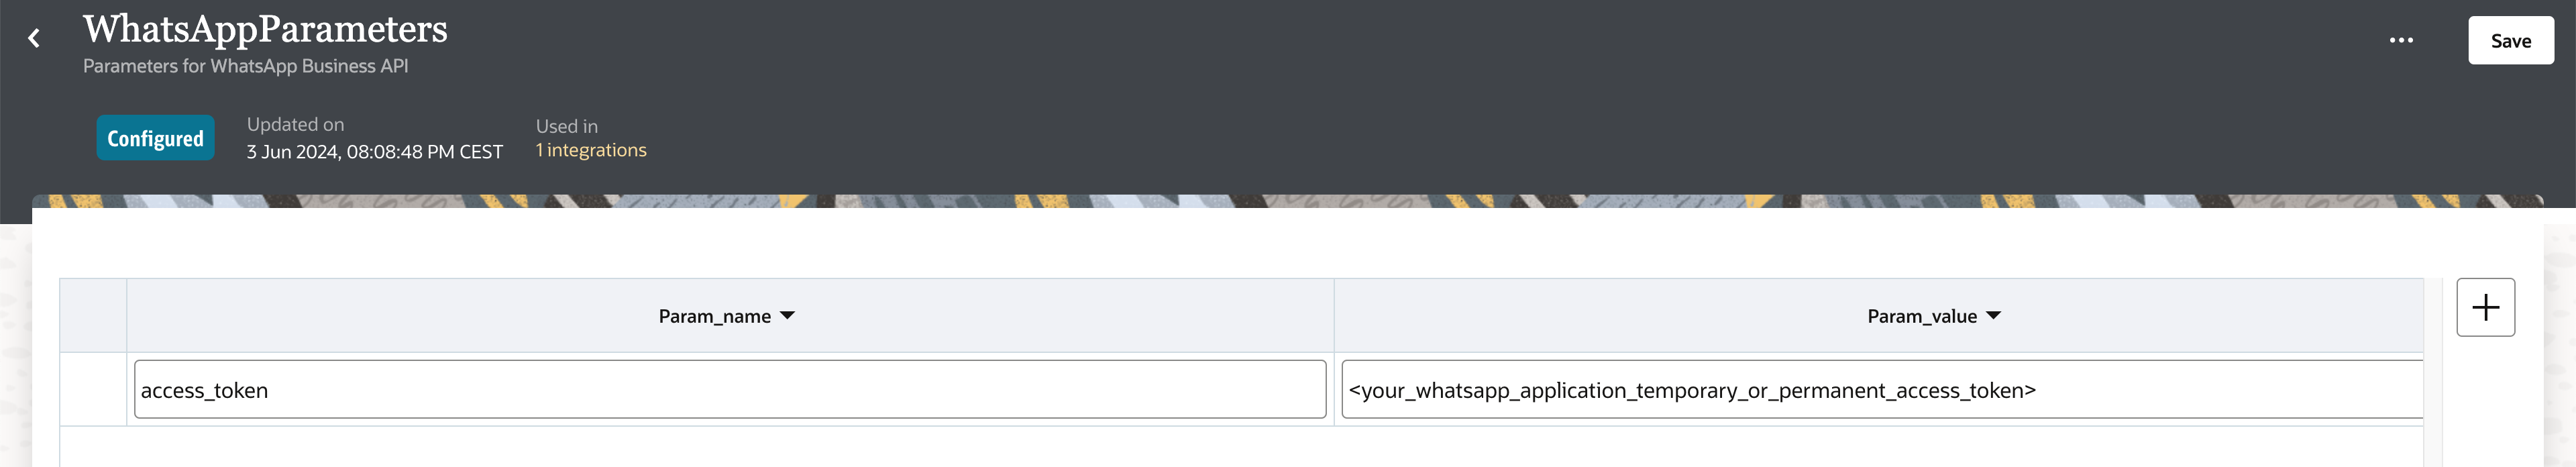 WhatsAppParameters
Parameters for WhatsApp Business API
Save
Configured
Updated on
3 Jun 2024, 08:08:48 PM CEST
Used in
1 integrations
Param_name
Param_value
access_token
<your_whatsapp_application_temporary_or_permanent_access_token>